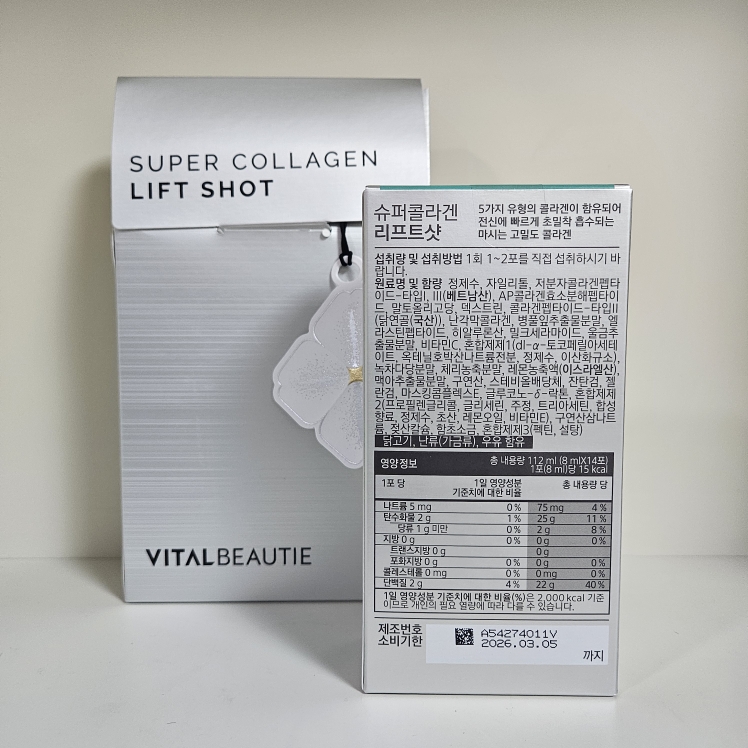 SUPER COLLAGEN
LIFT SHOT
VITALBEAUTIE
슈퍼콜라겐
리프트샷
5가지 유형의 콜라겐이 함유되어
전신에 빠르게 초밀착 흡수되는
마시는 고밀도 콜라겐
섭취량 및 섭취방법 1회 1~2포를 직접 섭취하시기 바
랍니다.
원료명 및 함량 정제수, 자일리톨, 저분자콜라겐펩타
이드-타입I, III(베트남산), AP콜라겐효소분해펩타이
드, 말토올리고당, 덱스트린, 콜라겐펩타이드-타입II
(닭연골(국산)), 난각막콜라겐, 병풀잎추출물분말, 엘
라스틴펩타이드, 히알루론산, 밀크세라마이드, 울금추
출물분말, 비타민C, 혼합제제1(dl-α-토코페릴아세테
이트, 옥테닐호박산나트륨전분, 정제수, 이산화규소),
녹차다당분말, 체리농축분말, 레몬농축액(이스라엘산),
맥아추출물분말, 구연산, 스테비올배당체, 잔탄검, 젤
란검, 마스킹콤플렉스E, 글루코노-δ-락톤, 혼합제제
2(프로필렌글리콜, 글리세린, 주정, 트리아세틴, 합성
향료, 정제수, 초산, 레몬오일, 비타민E), 구연산삼나트
륨, 젖산칼슘, 함초소금, 혼합제제3(펙틴, 설탕)
닭고기, 난류(가금류), 우유 함유
영양정보 총 내용량 112 ml (8 mlX14포)
1포(8 ml)당 15 kcal
1포 당 1일 영양성분 기준치에 대한 비율 총 내용량 당
나트륨 5 mg 0% 75 mg 4%
탄수화물 2 g 1% 25 g 11%
당류 1 g 미만 0% 2 g 8%
지방 0 g 0% 0 g 0%
트랜스지방 0 g 0 g
포화지방 0 g 0% 0 g 0%
콜레스테롤 0 mg 0% 0 mg 0%
단백질 2 g 4% 22 g 40%
1일 영양성분 기준치에 대한 비율(%)은 2,000 kcal 기준
이므로 개인의 필요 열량에 따라 다를 수 있습니다.
제조번호 A54274011V
소비기한 2026.03.05
까지